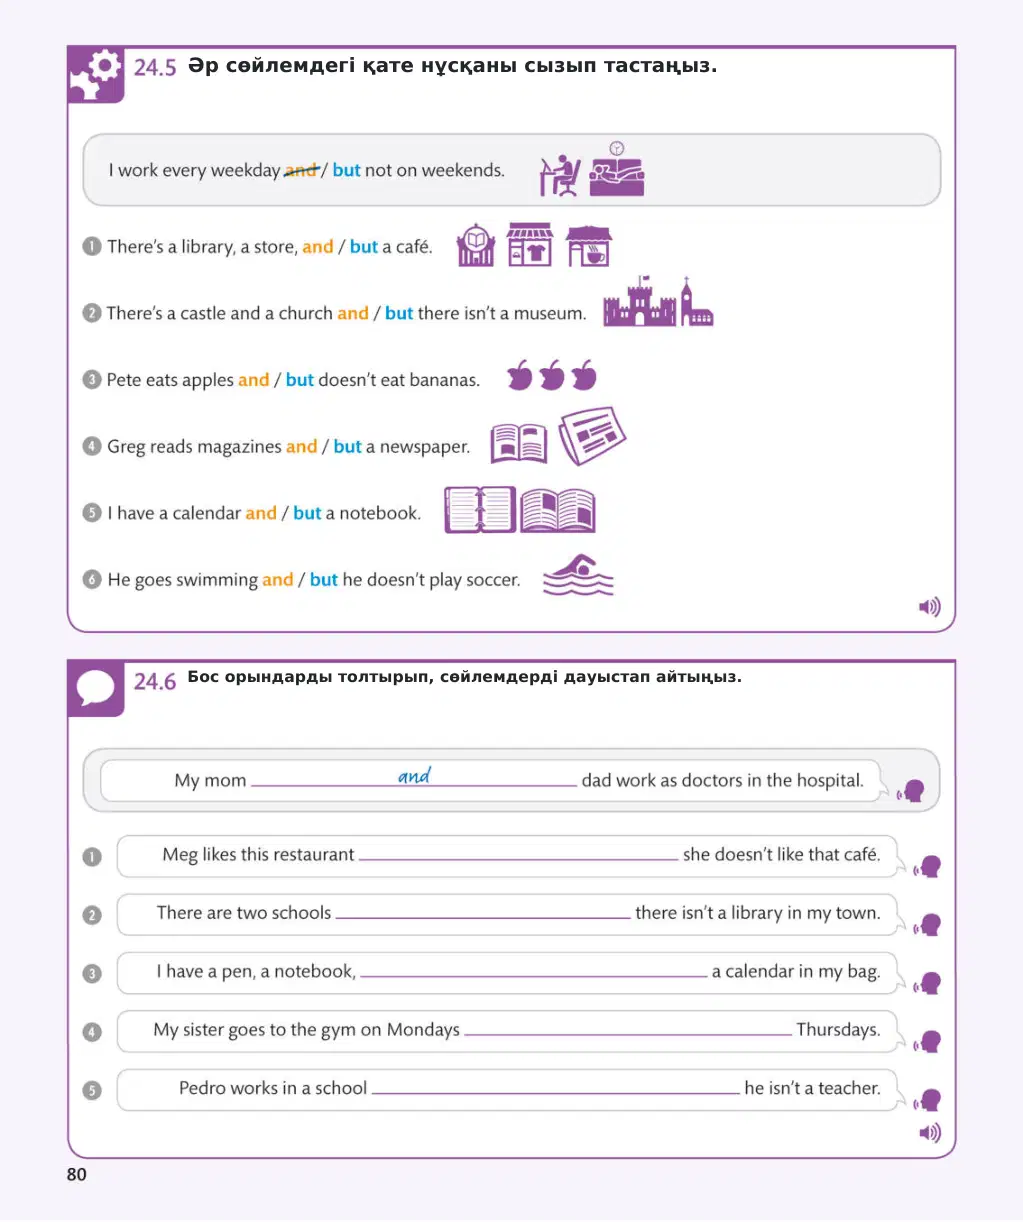 24.5 Әр сөйлемдегі қате нұсқаны сызып тастаңыз.
I work every weekday and / but not on weekends.
1 There's a library, a store, and / but a café.
2 There's a castle and a church and / but there isn't a museum.
3 Pete eats apples and / but doesn't eat bananas.
4 Greg reads magazines and / but a newspaper.
5 I have a calendar and / but a notebook.
6 He goes swimming and / but he doesn't play soccer.
24.6 Бос орындарды толтырып, сөйлемдерді дауыстап айтыңыз.
My mom and dad work as doctors in the hospital.
1 Meg likes this restaurant she doesn't like that café.
2 There are two schools there isn't a library in my town.
3 I have a pen, a notebook, a calendar in my bag.
4 My sister goes to the gym on Mondays Thursdays.
5 Pedro works in a school he isn't a teacher.
80